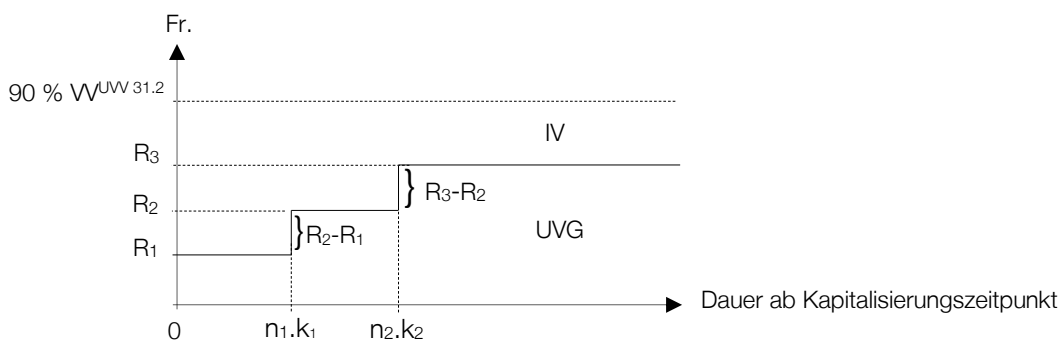 Fr.
90 % VV^UVV 31.2
IV
R₃
} R₃-R₂
R₂
}R₂-R₁
UVG
R₁
Dauer ab Kapitalisierungszeitpunkt
0
n₁.k₁
n₂.k₂